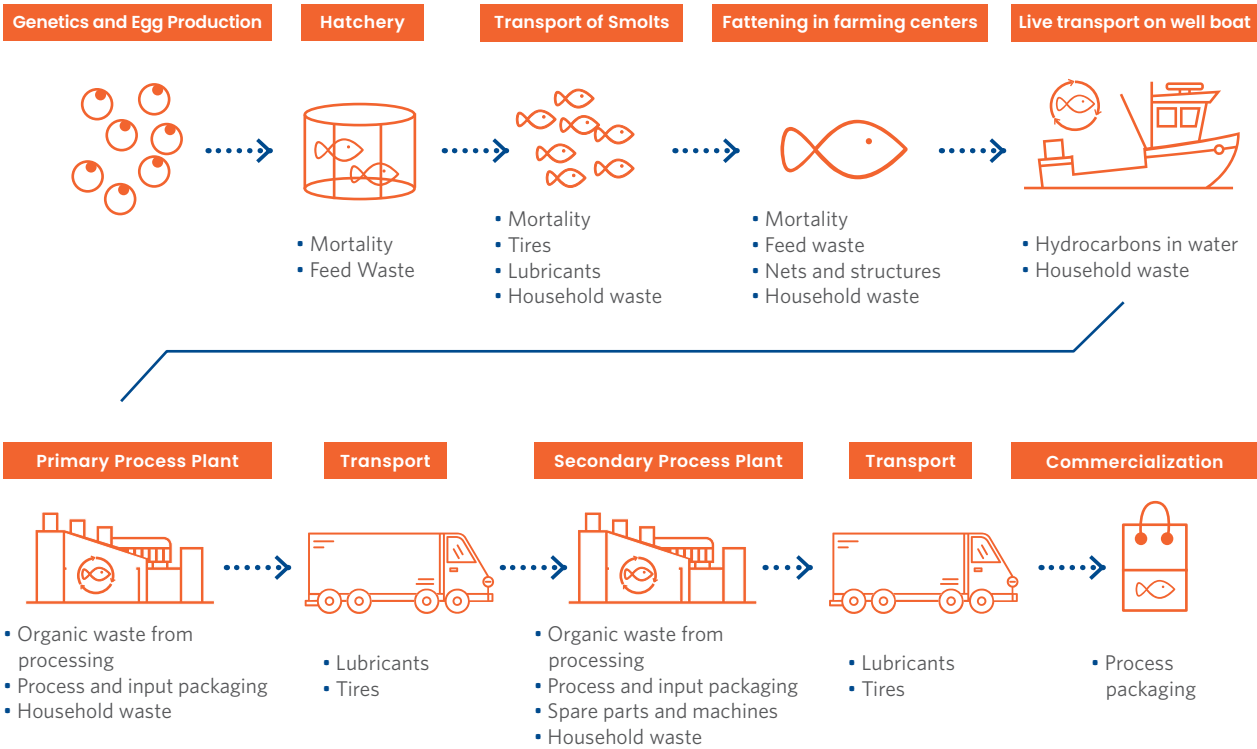 Genetics and Egg Production
Hatchery
Transport of Smolts
Fattening in farming centers
Live transport on well boat
▪ Mortality
▪ Feed Waste
▪ Mortality
▪ Tires
▪ Lubricants
▪ Household waste
▪ Mortality
▪ Feed waste
▪ Nets and structures
▪ Household waste
▪ Hydrocarbons in water
▪ Household waste
Primary Process Plant
Transport
Secondary Process Plant
Transport
Commercialization
▪ Organic waste from
processing
▪ Process and input packaging
▪ Household waste
▪ Lubricants
▪ Tires
▪ Organic waste from
processing
▪ Process and input packaging
▪ Spare parts and machines
▪ Household waste
▪ Lubricants
▪ Tires
▪ Process
packaging